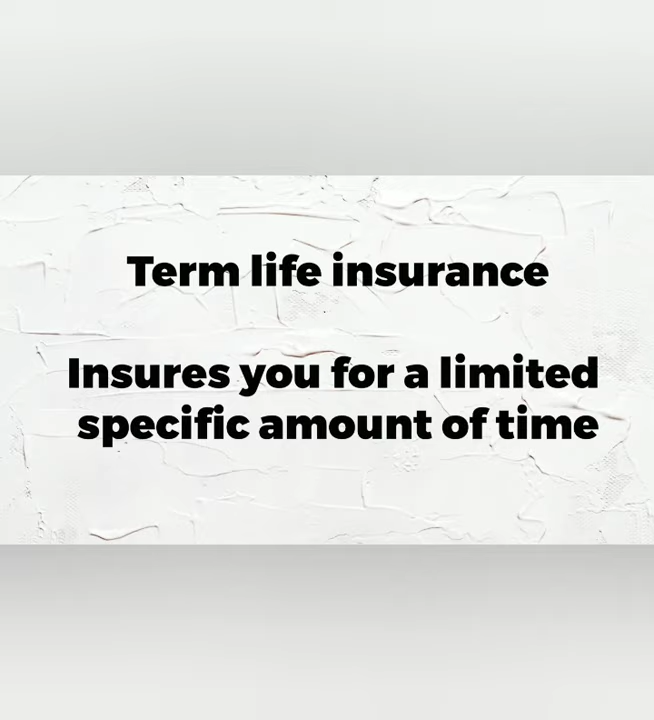 Term life insurance
Insures you for a limited
specific amount of time